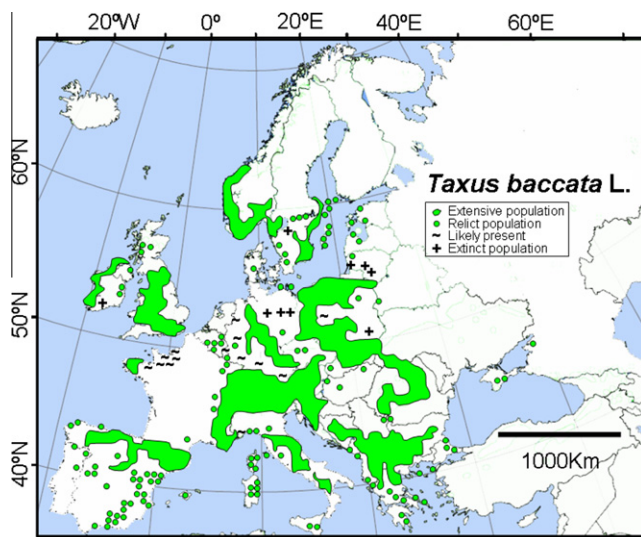 20ºW 0º 20ºE 40ºE 60ºE
60ºN
50ºN
40ºN
Taxus baccata L.
Extensive population
Relict population
Likely present
Extinct population
1000Km